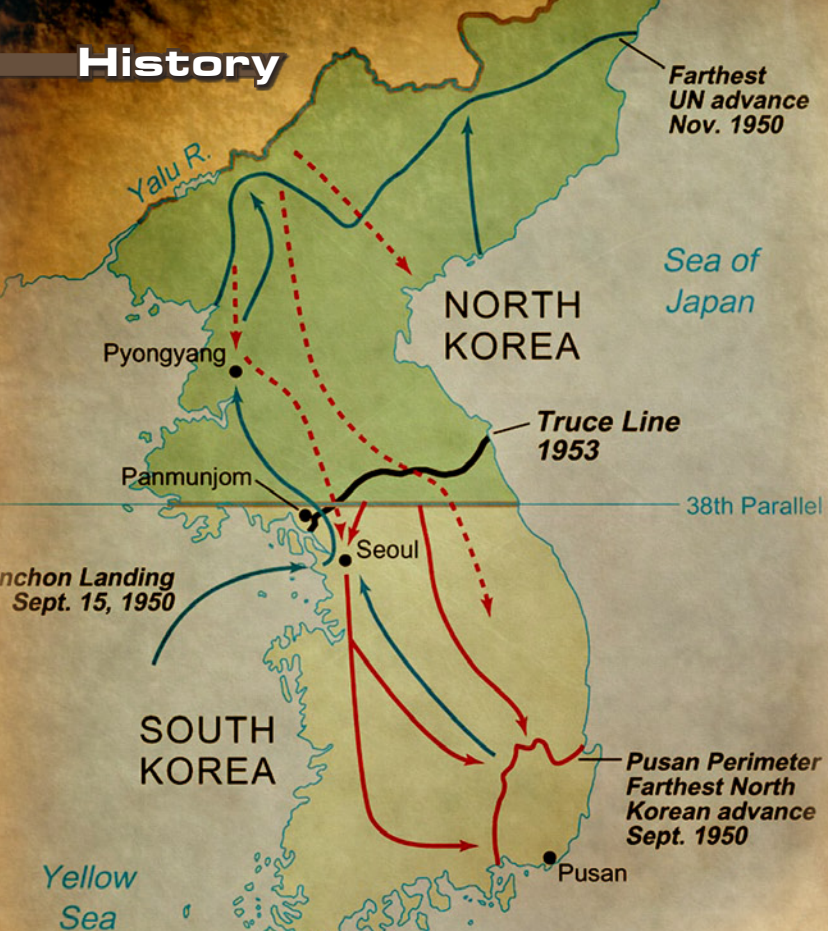 History
Farthest
UN advance
Nov. 1950
Yalu R.
Sea of
Japan
NORTH
KOREA
Pyongyang
Truce Line
1953
Panmunjom
38th Parallel
Seoul
nchon Landing
Sept. 15, 1950
SOUTH
KOREA
Pusan Perimeter
Farthest North
Korean advance
Sept. 1950
Pusan
Yellow
Sea